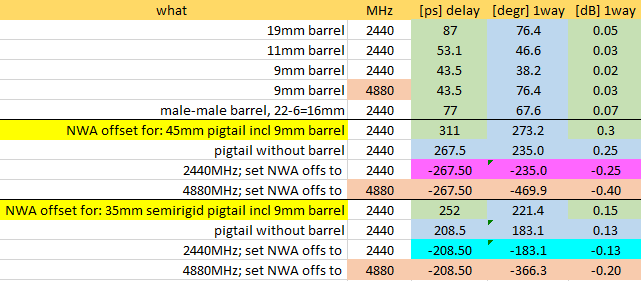 what MHz [ps] delay [degr] 1way [dB] 1way
19mm barrel 2440 87 76.4 0.05
11mm barrel 2440 53.1 46.6 0.03
9mm barrel 2440 43.5 38.2 0.02
9mm barrel 4880 43.5 76.4 0.03
male-male barrel, 22-6=16mm 2440 77 67.6 0.07
NWA offset for: 45mm pigtail incl 9mm barrel 2440 311 273.2 0.3
pigtail without barrel 2440 267.5 235.0 0.25
2440MHz; set NWA offs to 2440 -267.50 -235.0 -0.25
4880MHz; set NWA offs to 4880 -267.50 -469.9 -0.40
NWA offset for: 35mm semirigid pigtail incl 9mm barrel 2440 252 221.4 0.15
pigtail without barrel 2440 208.5 183.1 0.13
2440MHz; set NWA offs to 2440 -208.50 -183.1 -0.13
4880MHz; set NWA offs to 4880 -208.50 -366.3 -0.20